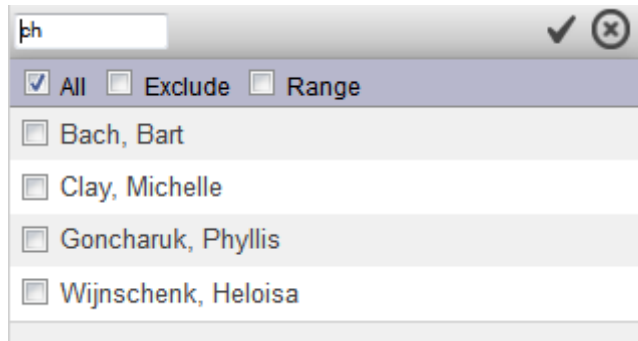 ch
All Exclude Range
Bach, Bart
Clay, Michelle
Goncharuk, Phyllis
Wijnschenk, Heloisa